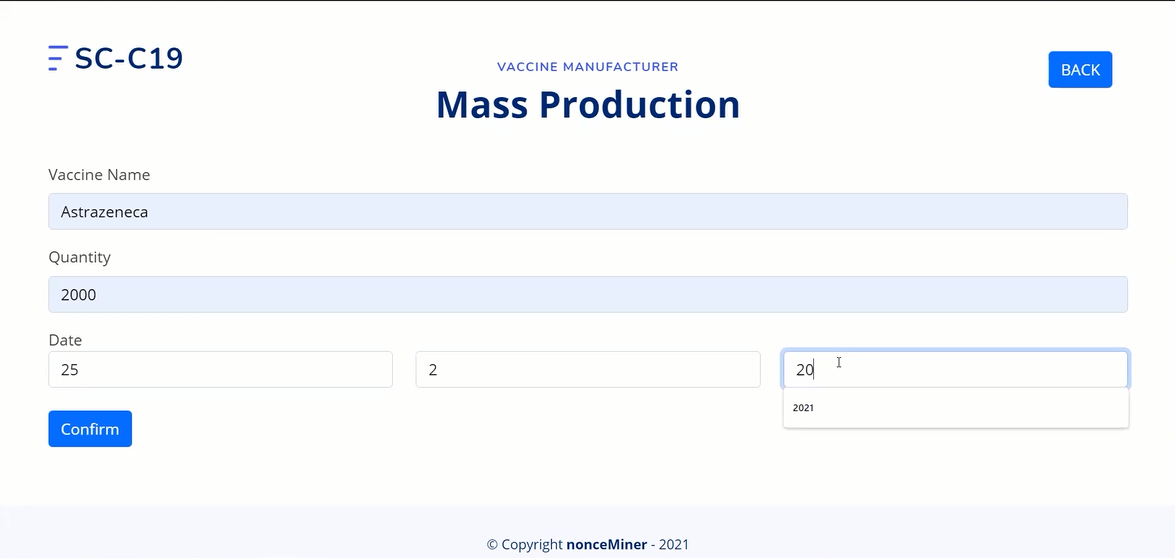 SC-C19
VACCINE MANUFACTURER
Mass Production
BACK
Vaccine Name
Astrazeneca
Quantity
2000
Date
25
2
20
2021
Confirm
© Copyright nonceMiner - 2021